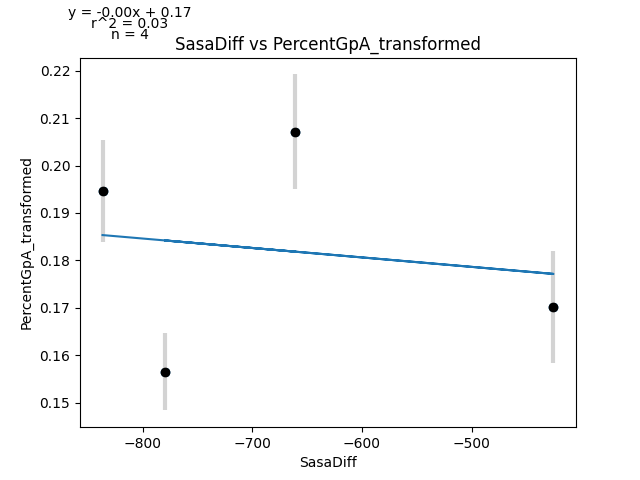 y = -0.00x + 0.17
r^2 = 0.03
n = 4
SasaDiff vs PercentGpA_transformed
0.22
0.21
0.20
0.19
0.18
0.17
0.16
0.15
PercentGpA_transformed
−800
−700
−600
−500
SasaDiff